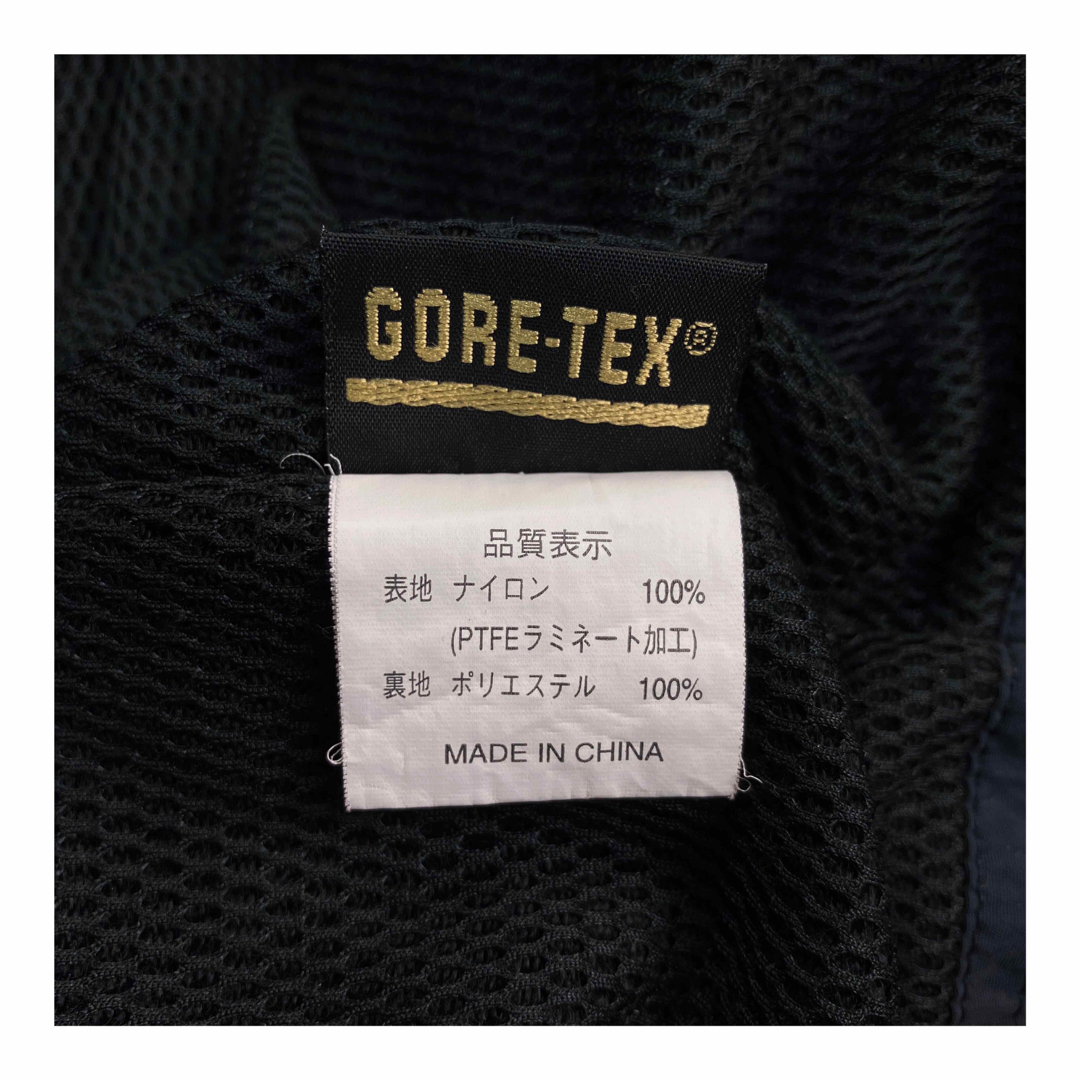 GORE-TEX®
品質表示
表地 ナイロン 100%
(PTFEラミネート加工)
裏地 ポリエステル 100%
MADE IN CHINA